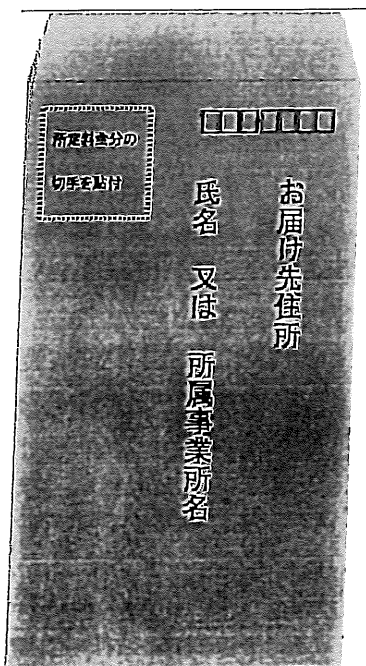 所定料金分の
切手を貼付
お届け先住所
氏名 又は 所属事業所名